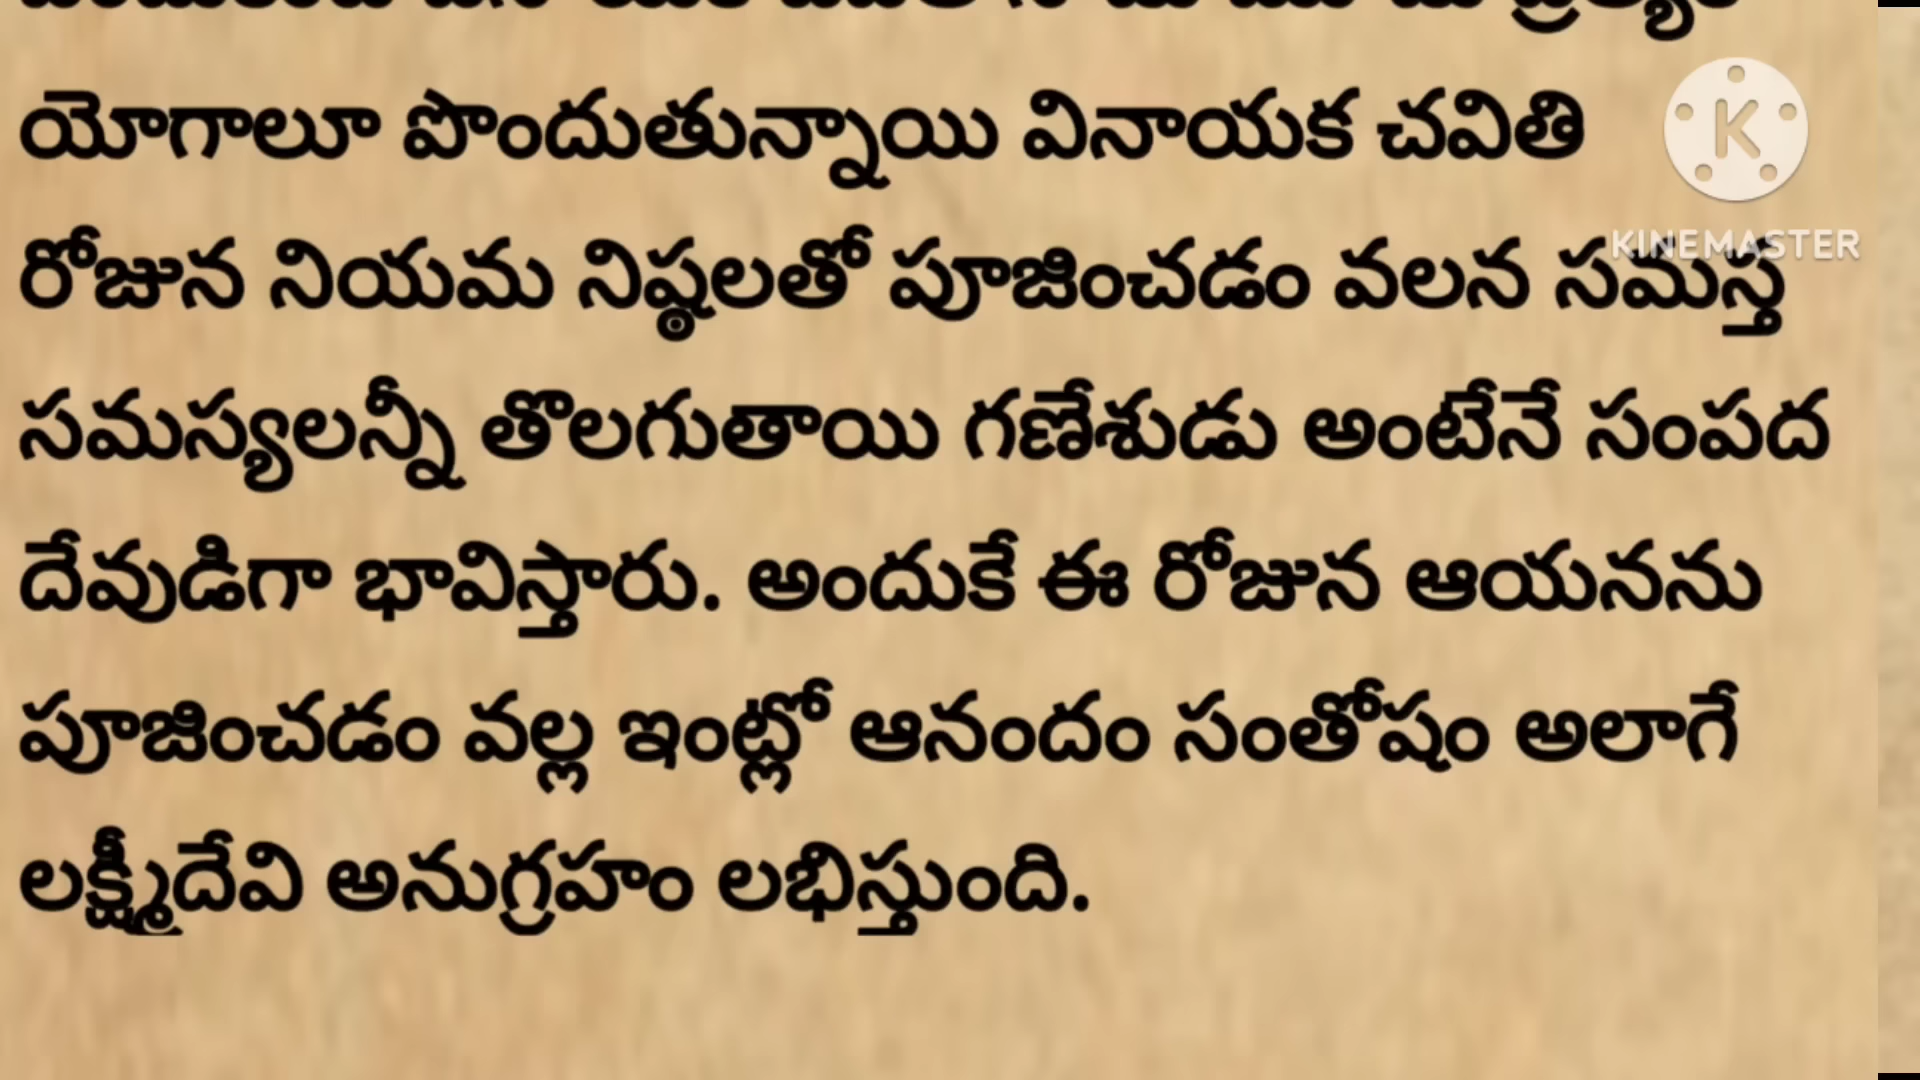 యోగాలూ పొందుతున్నాయి వినాయక చవితి
రోజున నియమ నిష్ఠలతో పూజించడం వలన సమస్త
సమస్యలన్నీ తొలగుతాయి గణేశుడు అంటేనే సంపద
దేవుడిగా భావిస్తారు. అందుకే ఈ రోజున ఆయనను
పూజించడం వల్ల ఇంట్లో ఆనందం సంతోషం అలాగే
లక్ష్మీదేవి అనుగ్రహం లభిస్తుంది.
K
KINEMASTER